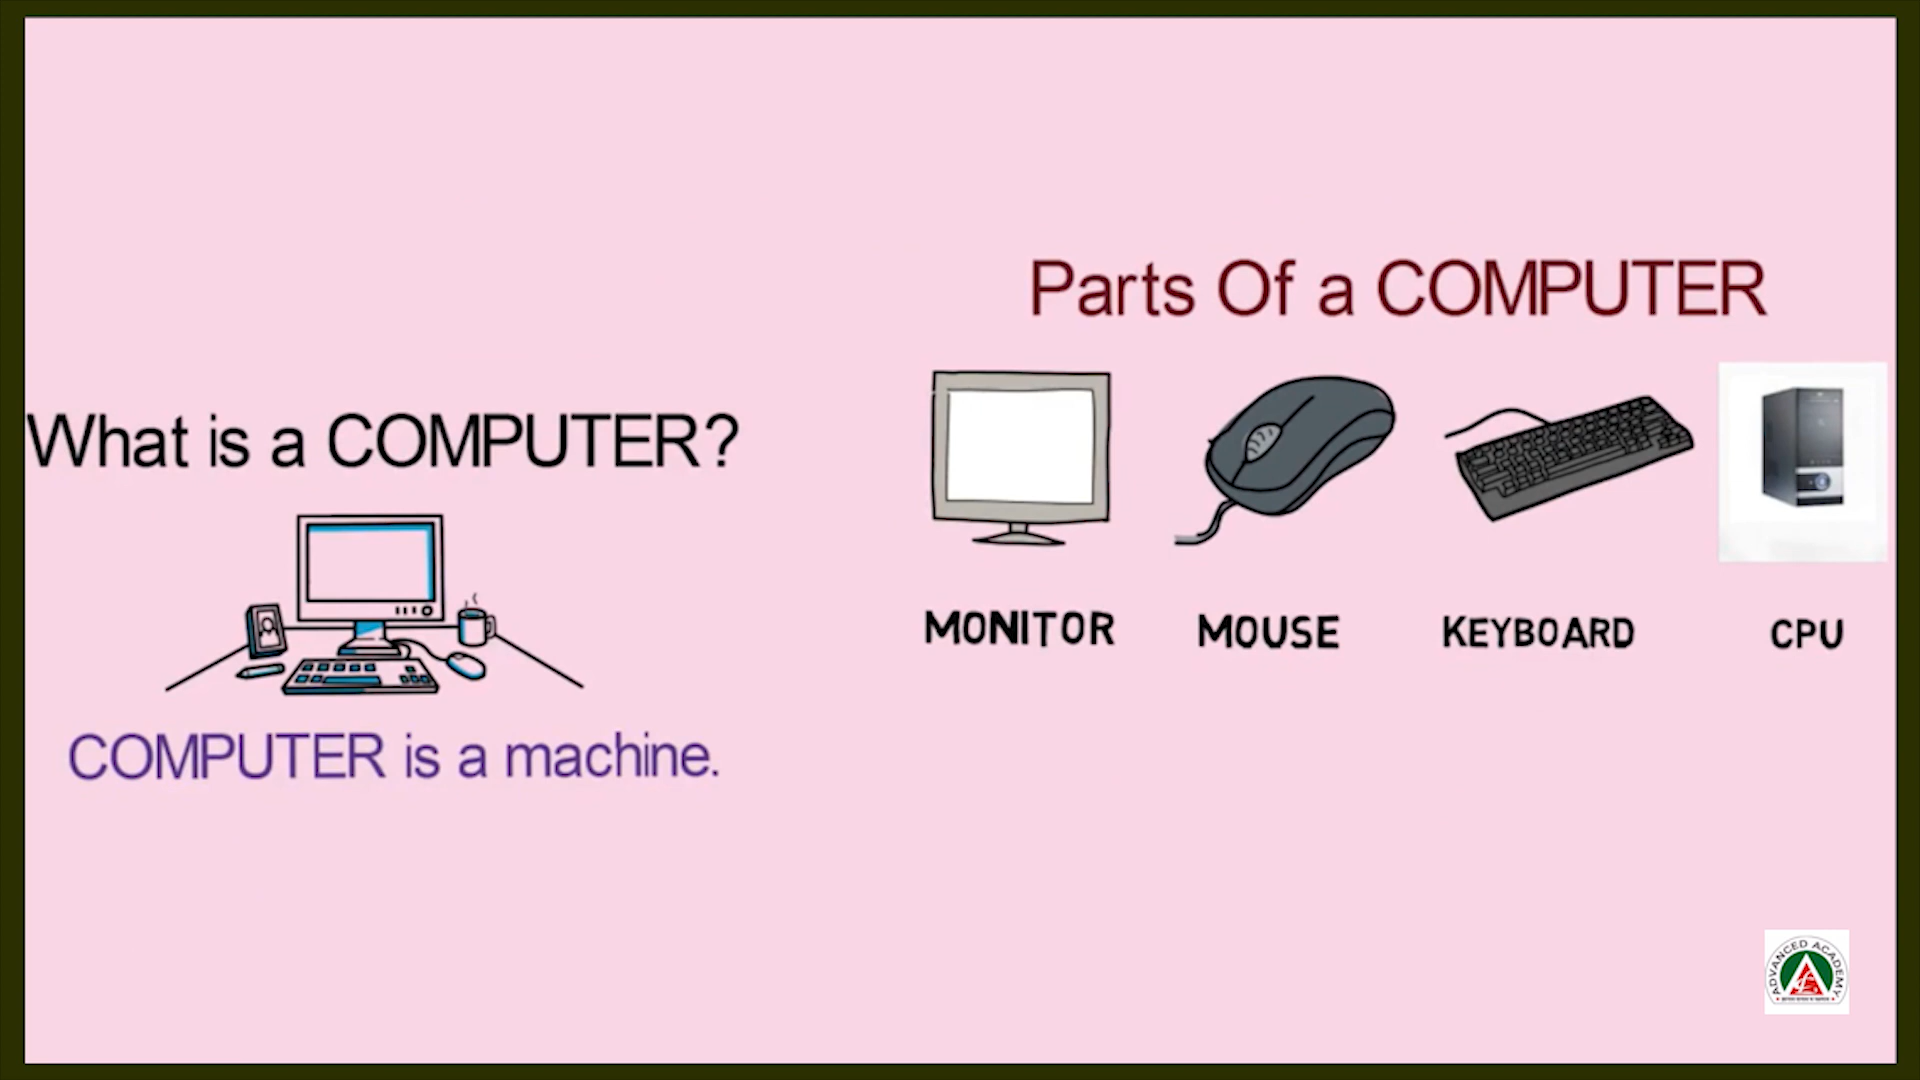 What is a COMPUTER?
COMPUTER is a machine.
Parts Of a COMPUTER
MONITOR
MOUSE
KEYBOARD
CPU
ADVANCED ACADEMY